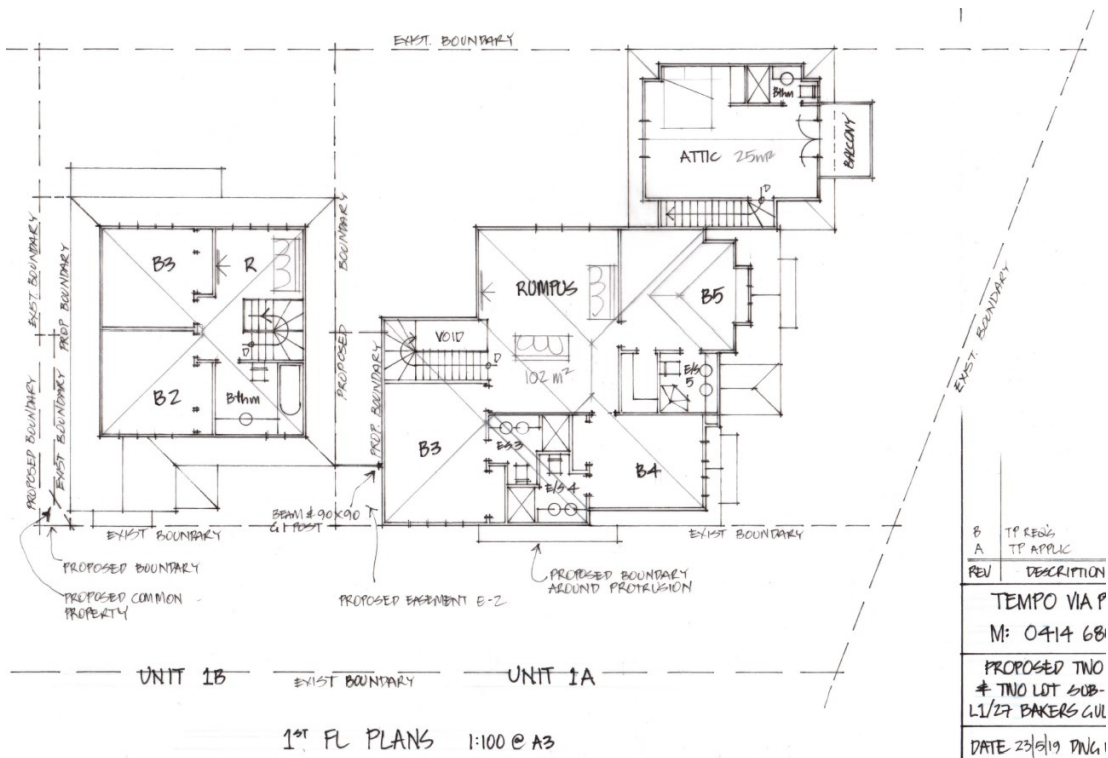 EXIST. BOUNDARY
Bthm
ATTIC 25m²
BALCONY
D
EXIST BOUNDARY
PROP BOUNDARY
PROPOSED BOUNDARY
EXIST BOUNDARY
B3
R
D
B2
Bthm
PROPOSED BOUNDARY
PROP. BOUNDARY
RUMPUS
B5
VOID
D
102 m²
E/S 5
B3
ES3
E/S 4
B4
EXIST. BOUNDARY
BEAM & 90x90
G.I POST
EXIST BOUNDARY
EXIST BOUNDARY
PROPOSED BOUNDARY
PROPOSED COMMON
PROPERTY
PROPOSED EASEMENT E-2
PROPOSED BOUNDARY
AROUND PROTRUSION
UNIT 1B
EXIST BOUNDARY
UNIT 1A
1ST FL PLANS 1:100 @ A3
B TP REQ'S
A TP APPLIC
REV DESCRIPTION
TEMPO VIA P
M: 0414 68
PROPOSED TWO
& TWO LOT SUB-
L1/27 BAKERS GUL
DATE 23/5/19 DWG